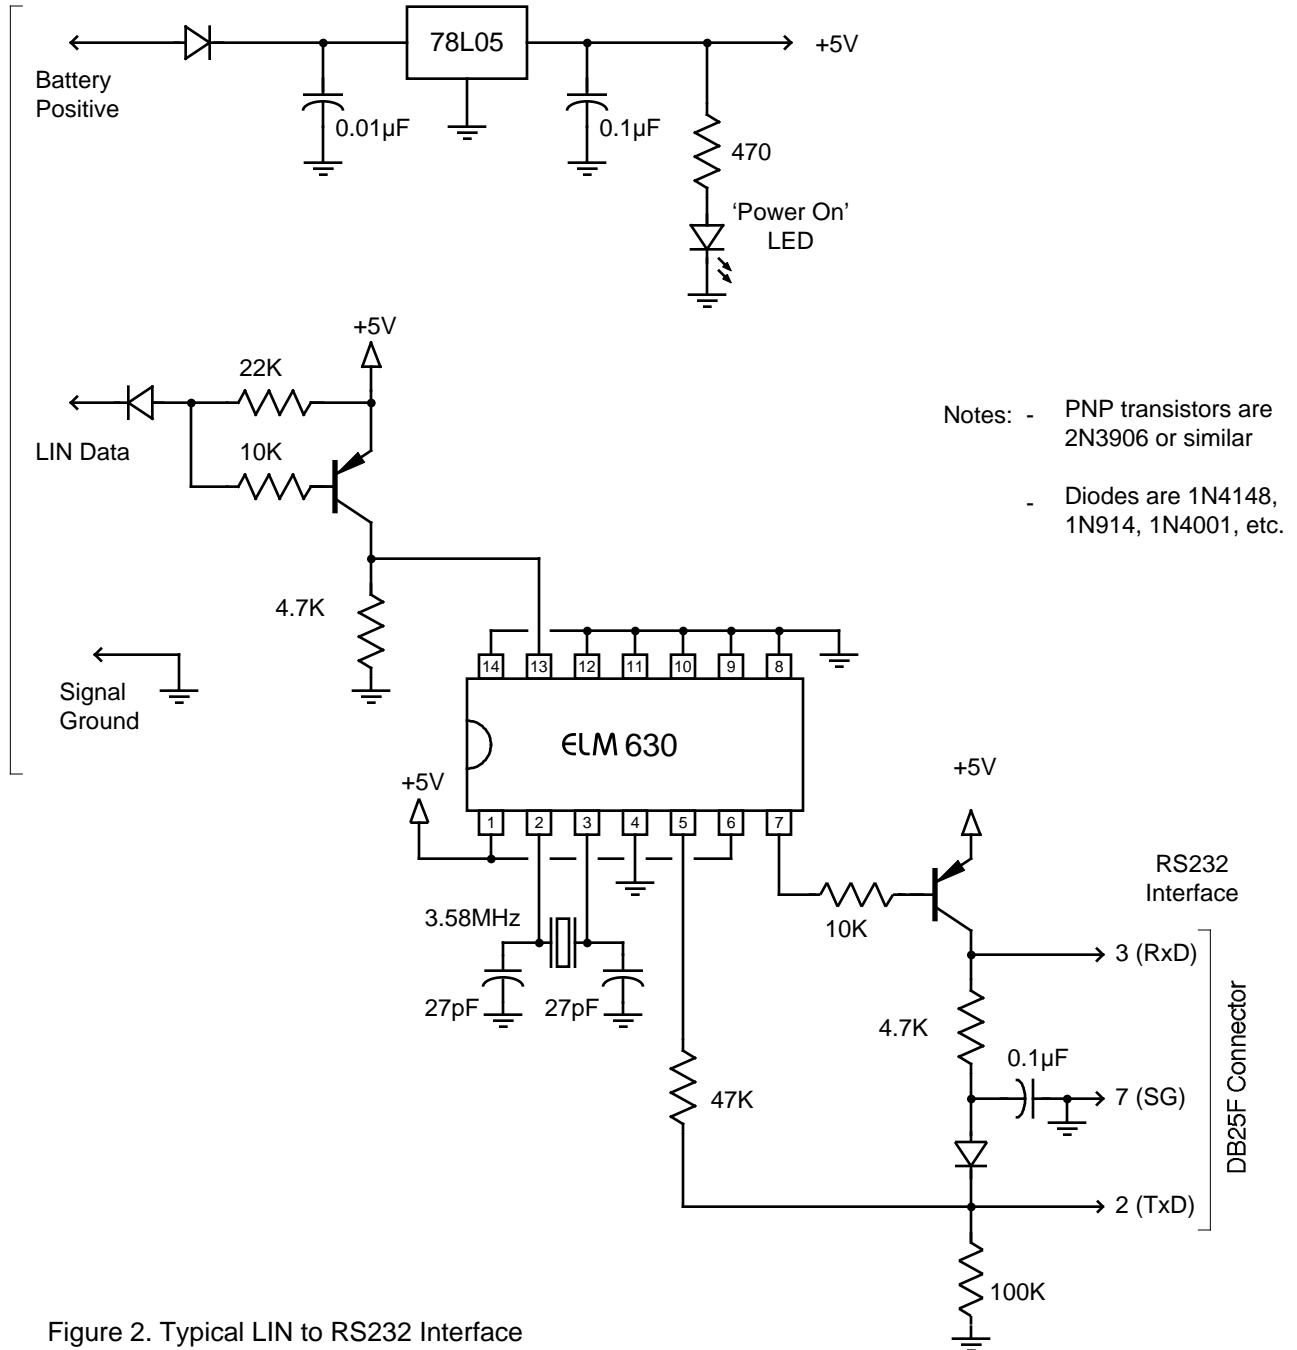 78L05
+5V
Battery
Positive
0.01µF
0.1µF
470
‘Power On’
LED
+5V
22K
LIN Data
10K
Notes: - PNP transistors are
2N3906 or similar
- Diodes are 1N4148,
1N914, 1N4001, etc.
4.7K
Signal
Ground
14 13 12 11 10 9 8
ELM 630
+5V
1 2 3 4 5 6 7
+5V
RS232
Interface
10K
3.58MHz
27pF 27pF
3 (RxD)
4.7K
0.1µF
47K
7 (SG)
DB25F Connector
2 (TxD)
100K
Figure 2. Typical LIN to RS232 Interface